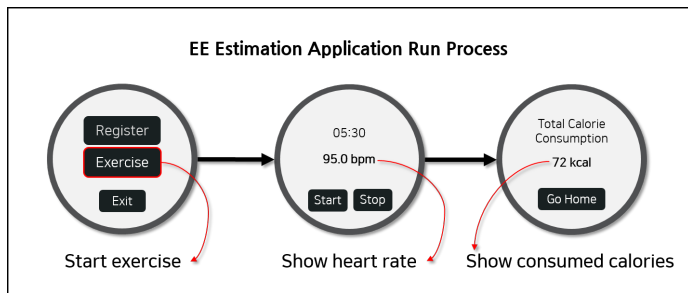 EE Estimation Application Run Process
Register
Exercise
Exit
05:30
95.0 bpm
Start
Stop
Total Calorie
Consumption
72 kcal
Go Home
Start exercise
Show heart rate
Show consumed calories